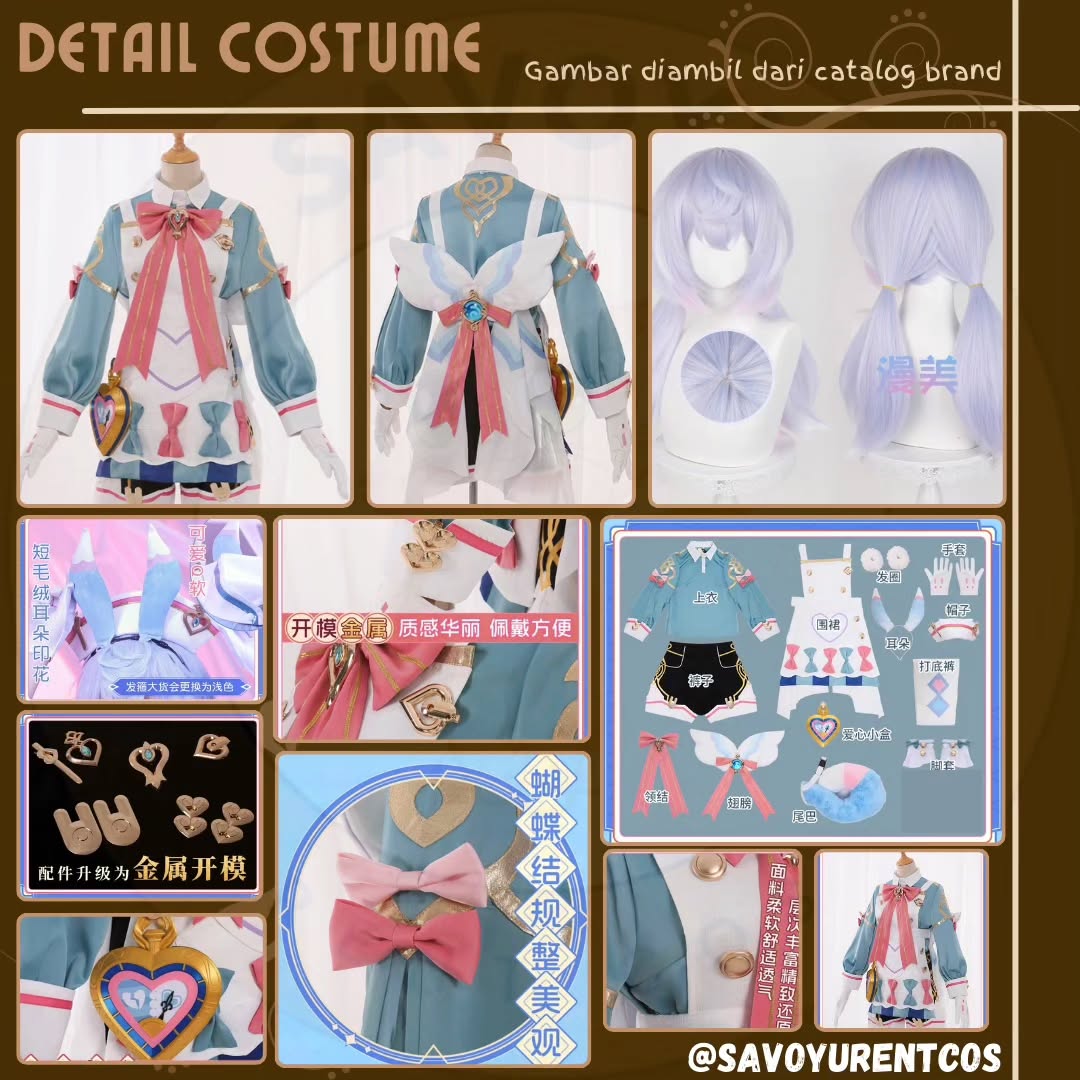 DETAIL COSTUME
Gambar diambil dari catalog brand
漫美
短毛绒耳朵印花
可爱
软
发箍大货会更换为浅色
开模金属 质感华丽 佩戴方便
上衣
裤子
围裙
发圈
手套
耳朵
帽子
打底裤
爱心小盒
领结
翅膀
尾巴
脚套
配件升级为金属开模
蝴蝶结规整美观
层次丰富精致还原
面料柔软舒适透气
@SAVOYURENTCOS